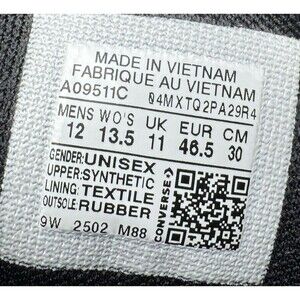 MADE IN VIETNAM
FABRIQUE AU VIETNAM
A09511C 04MXTQ2PA29R4
MENS WO'S UK EUR CM
12 13.5 11 46.5 30
GENDER:UNISEX
UPPER:SYNTHETIC
LINING:TEXTILE
OUTSOLE:RUBBER
9W 2502 M88
CONVERSE